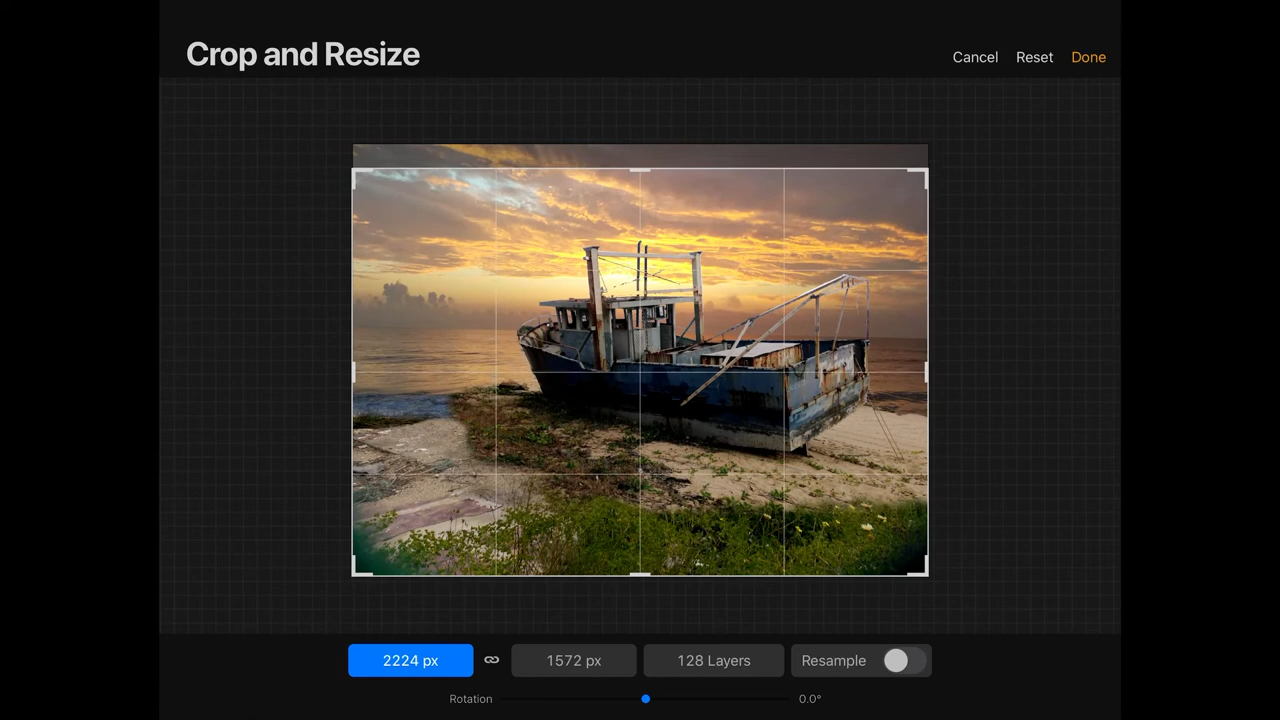 Crop and Resize
Cancel Reset Done
2224 px 1572 px 128 Layers Resample
Rotation 0.0°